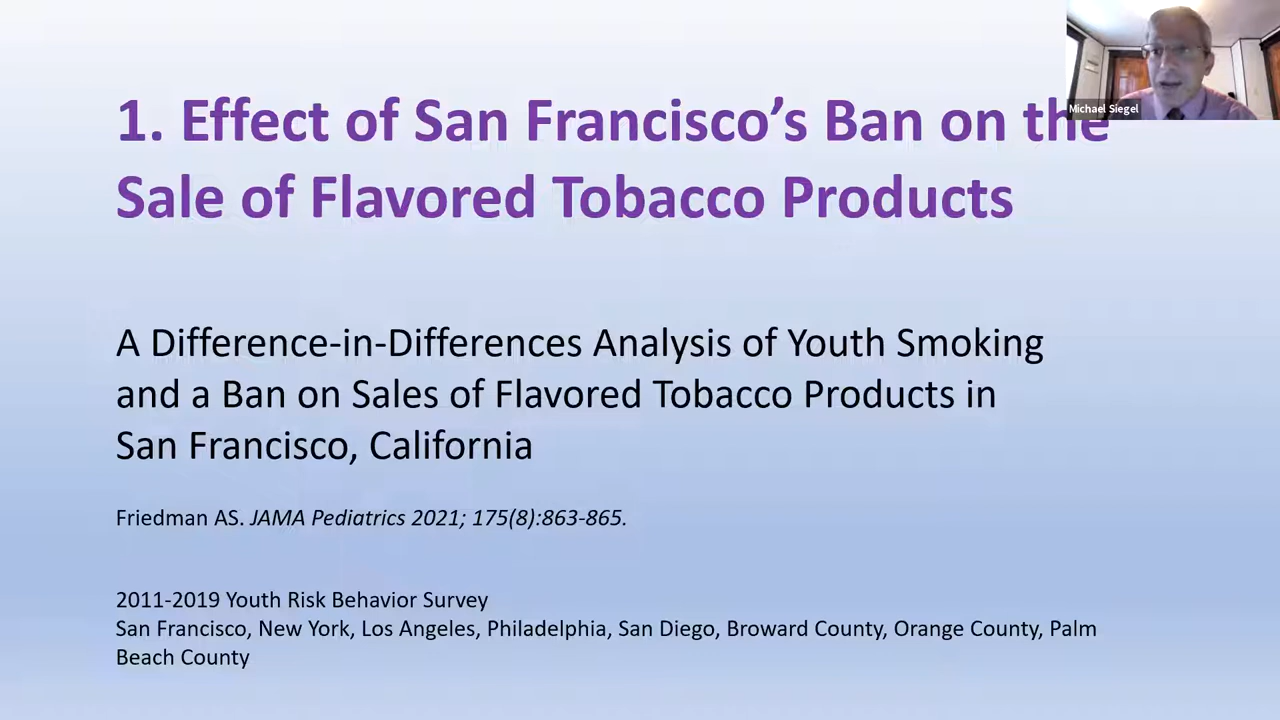 1. Effect of San Francisco's Ban on the
Sale of Flavored Tobacco Products
Michael Siegel
A Difference-in-Differences Analysis of Youth Smoking
and a Ban on Sales of Flavored Tobacco Products in
San Francisco, California
Friedman AS. JAMA Pediatrics 2021; 175(8):863-865.
2011-2019 Youth Risk Behavior Survey
San Francisco, New York, Los Angeles, Philadelphia, San Diego, Broward County, Orange County, Palm
Beach County